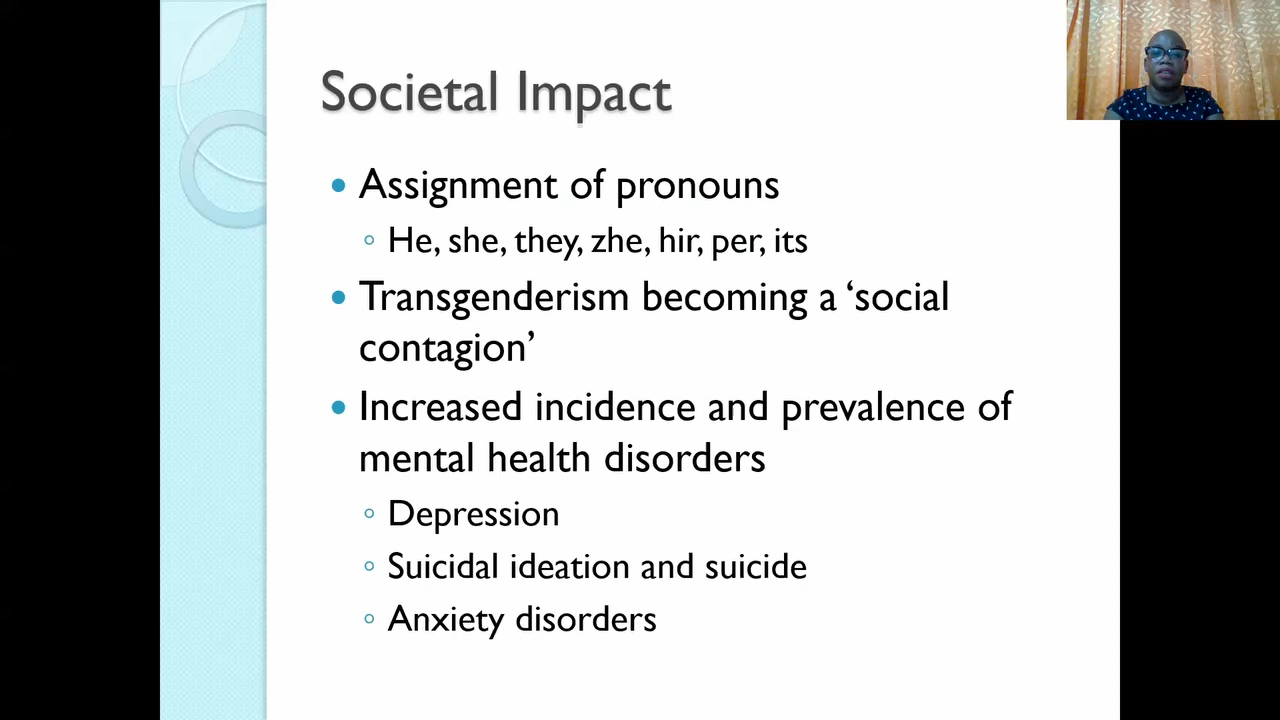 Societal Impact
• Assignment of pronouns
◦ He, she, they, zhe, hir, per, its
• Transgenderism becoming a ‘social
contagion’
• Increased incidence and prevalence of
mental health disorders
◦ Depression
◦ Suicidal ideation and suicide
◦ Anxiety disorders